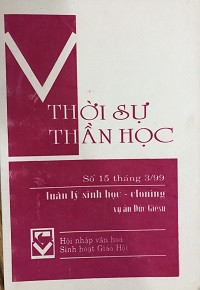 THỜI SỰ
THẦN HỌC
Số 15 tháng 3/99
luân lý sinh học - cloning
vụ án Đức Giêsu
Hội nhập văn hoá
Sinh hoạt Giáo Hội